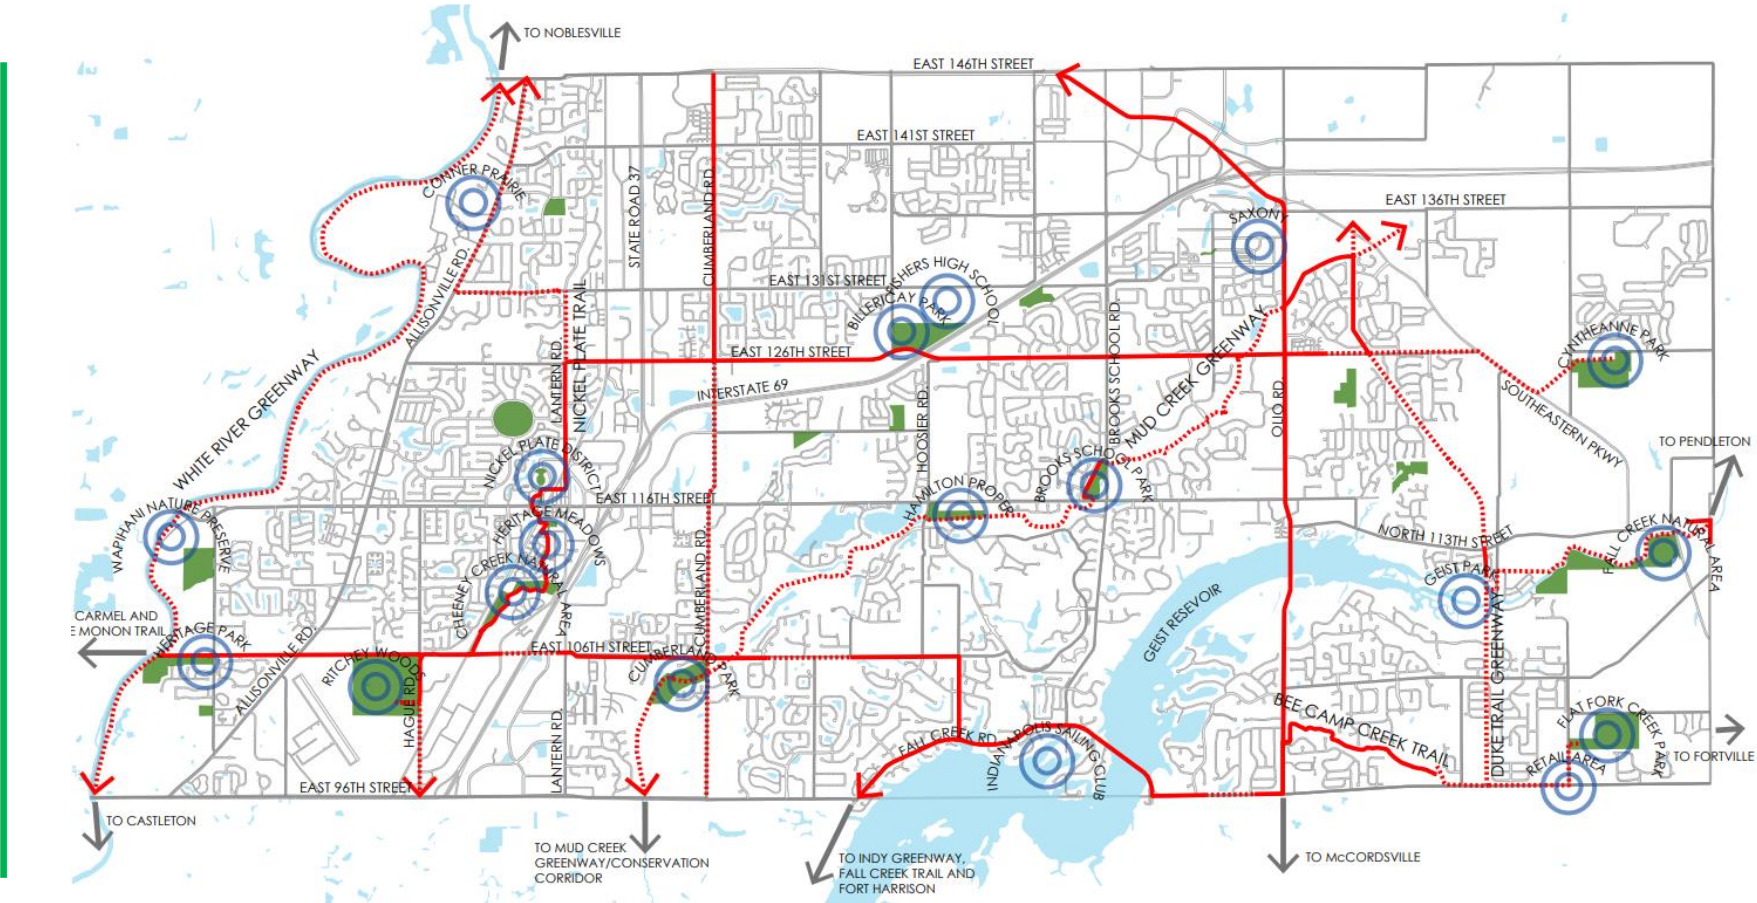 TO NOBLESVILLE
EAST 146TH STREET
EAST 141ST STREET
CONNER PRAIRIE
STATE ROAD 37
CUMBERLAND RD.
EAST 136TH STREET
SAXONY
ALLISONVILLE RD.
EAST 131ST STREET
FISHERS HIGH SCHOOL
BILLERICAY PARK
NICKEL PLATE TRAIL
LANTERN RD.
EAST 126TH STREET
INTERSTATE 69
BROOKS SCHOOL RD.
MUD CREEK GREENWAY
CYNTHEANNE PARK
SOUTHEASTERN PKWY
OLIO RD.
HOOSIER RD.
WHITE RIVER GREENWAY
TO PENDLETON
NICKEL PLATE DISTRICT
BROOKS SCHOOL PARK
HAMILTON PROPER
EAST 116TH STREET
WAPIHANI NATURE PRESERVE
HERITAGE MEADOWS
NORTH 113TH STREET
FALL CREEK NATURAL AREA
CHEENEY CREEK NATURAL AREA
CUMBERLAND RD.
GEIST PARK
GEIST RESEVOIR
CARMEL AND
E MONON TRAIL
HERITAGE PARK
ALLISONVILLE RD.
EAST 106TH STREET
RITCHEY WOODS
HAGUE RD.
CUMBERLAND PARK
DUKE TRAIL GREENWAY
BEE CAMP CREEK TRAIL
FLAT FORK CREEK PARK
TO FORTVILLE
FALL CREEK RD.
INDIANAPOLIS SAILING CLUB
LANTERN RD.
RETAIL AREA
EAST 96TH STREET
TO CASTLETON
TO MUD CREEK
GREENWAY/CONSERVATION
CORRIDOR
TO INDY GREENWAY,
FALL CREEK TRAIL AND
FORT HARRISON
TO McCORDSVILLE